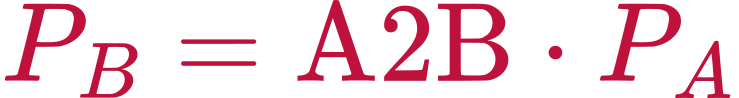 P_B = A2B · P_A